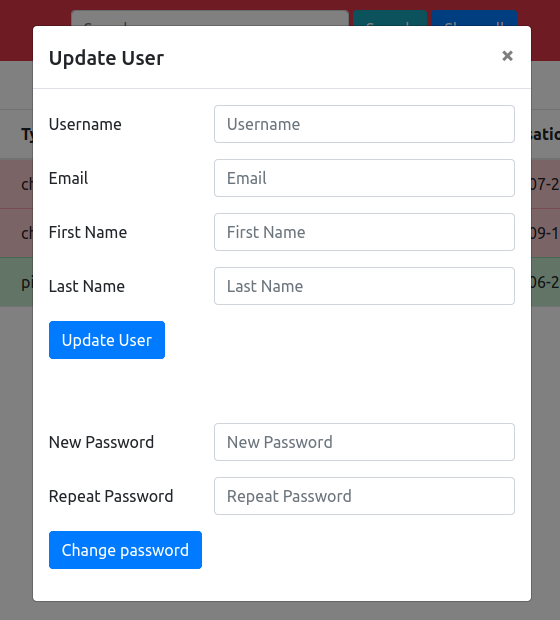 Update User ×
Username Username
Email Email
First Name First Name
Last Name Last Name
Update User
New Password New Password
Repeat Password Repeat Password
Change password